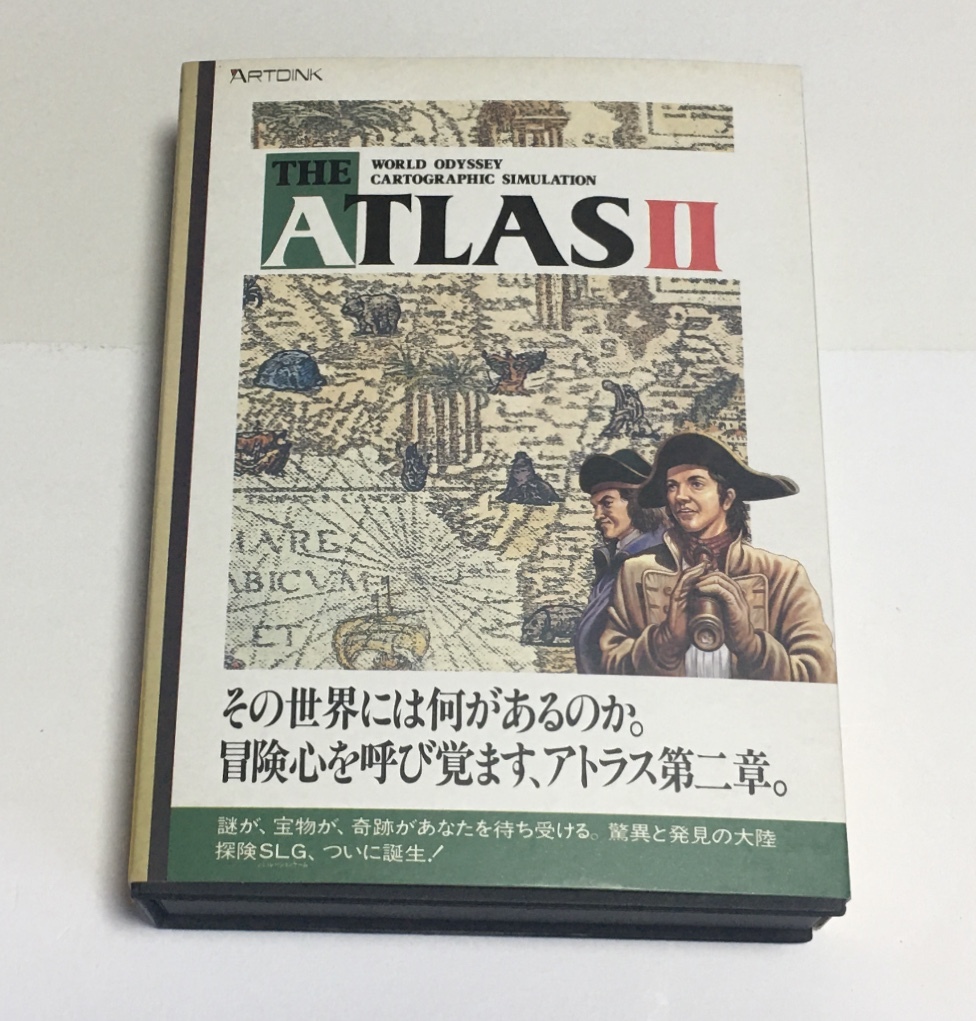 ARTDINK
THE
WORLD ODYSSEY
CARTOGRAPHIC SIMULATION
ATLAS II
ET
その世界には何があるのか。
冒険心を呼び覚ます、アトラス第二章。
謎が、宝物が、奇跡があなたを待ち受ける。驚異と発見の大陸
探険SLG、ついに誕生!